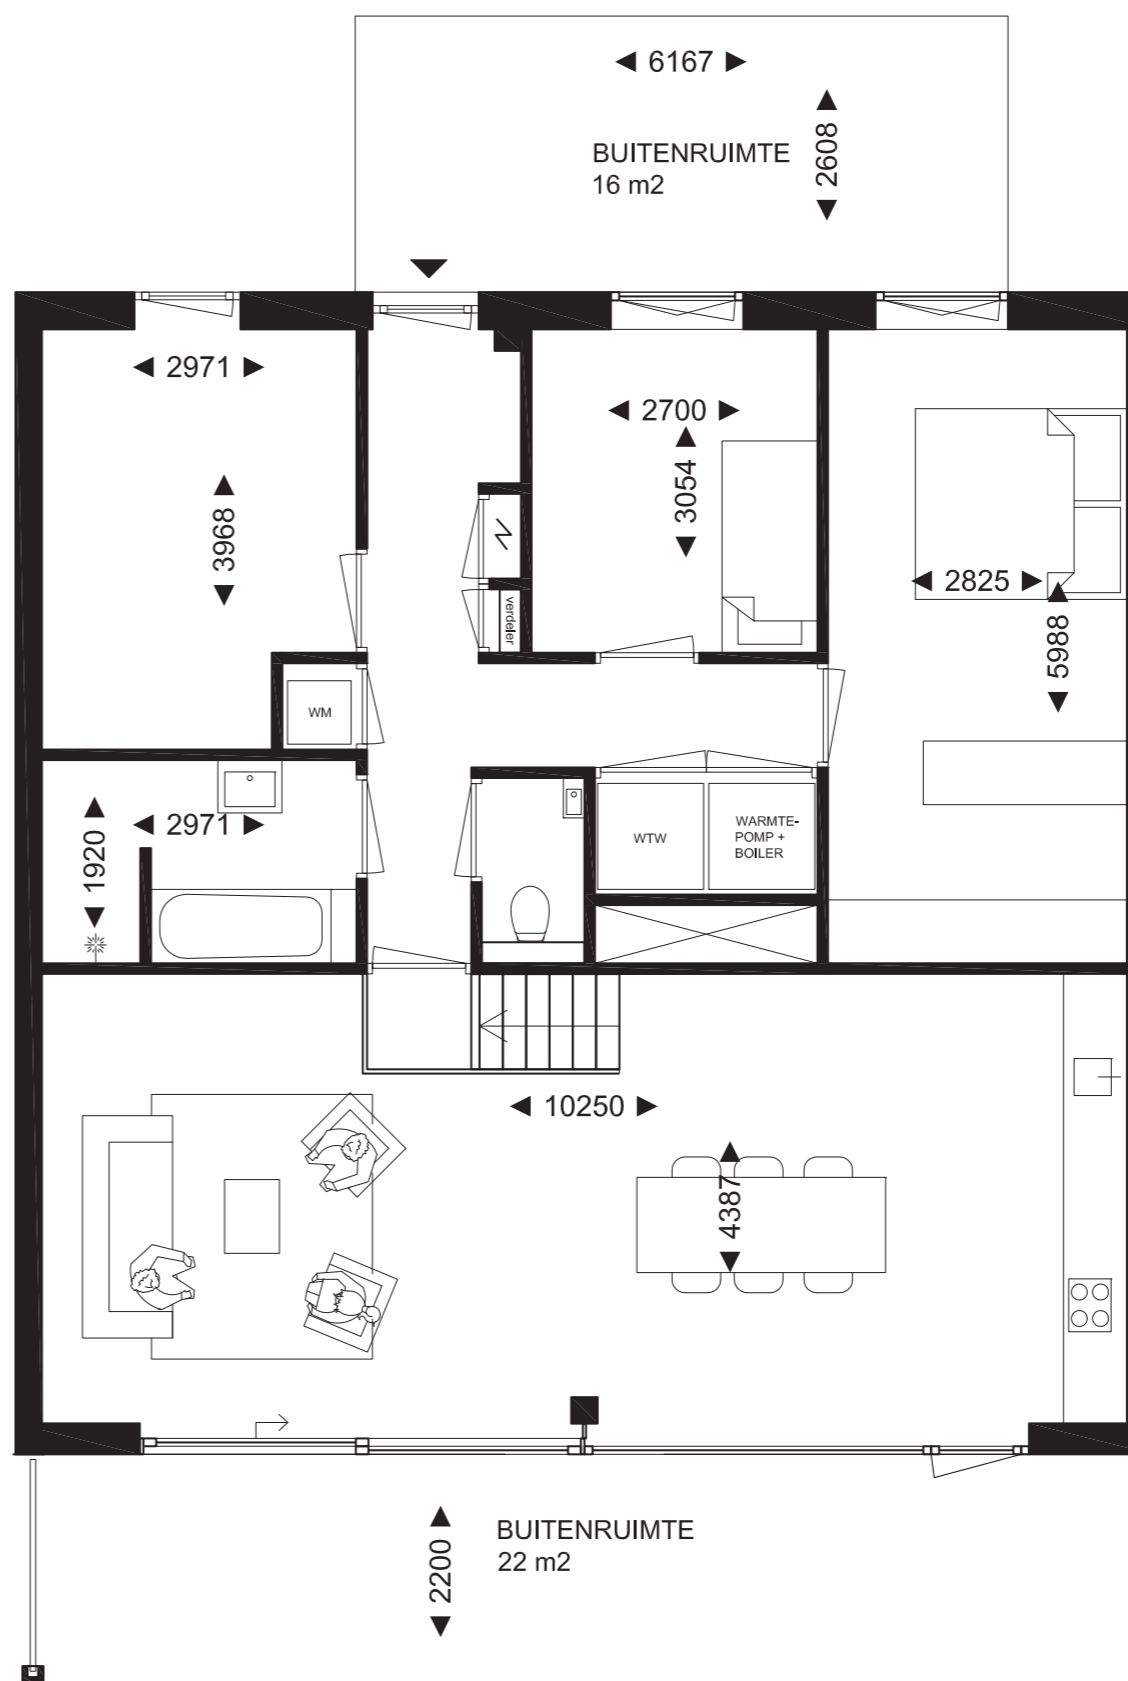 6167
2608
BUITENRUIMTE
16 m2
2971
2700
3054
3968
2825
5988
verdeler
WM
2971
1920
WTW
WARMTE-
POMP +
BOILER
10250
4387
2200
BUITENRUIMTE
22 m2